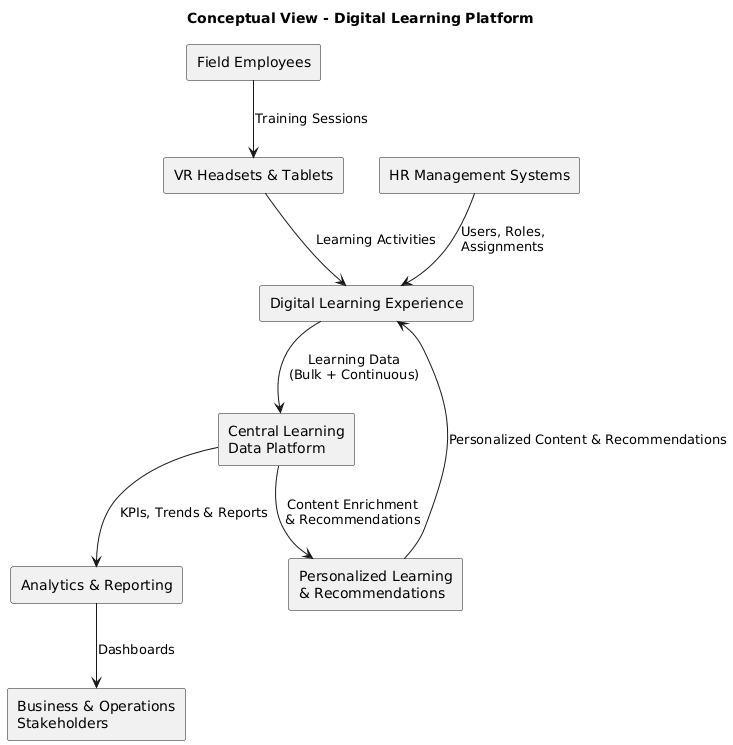 Conceptual View - Digital Learning Platform
Field Employees
Training Sessions
VR Headsets & Tablets
HR Management Systems
Learning Activities
Users, Roles,
Assignments
Digital Learning Experience
Learning Data
(Bulk + Continuous)
Central Learning
Data Platform
Personalized Content & Recommendations
KPIs, Trends & Reports
Content Enrichment
& Recommendations
Analytics & Reporting
Personalized Learning
& Recommendations
Dashboards
Business & Operations
Stakeholders